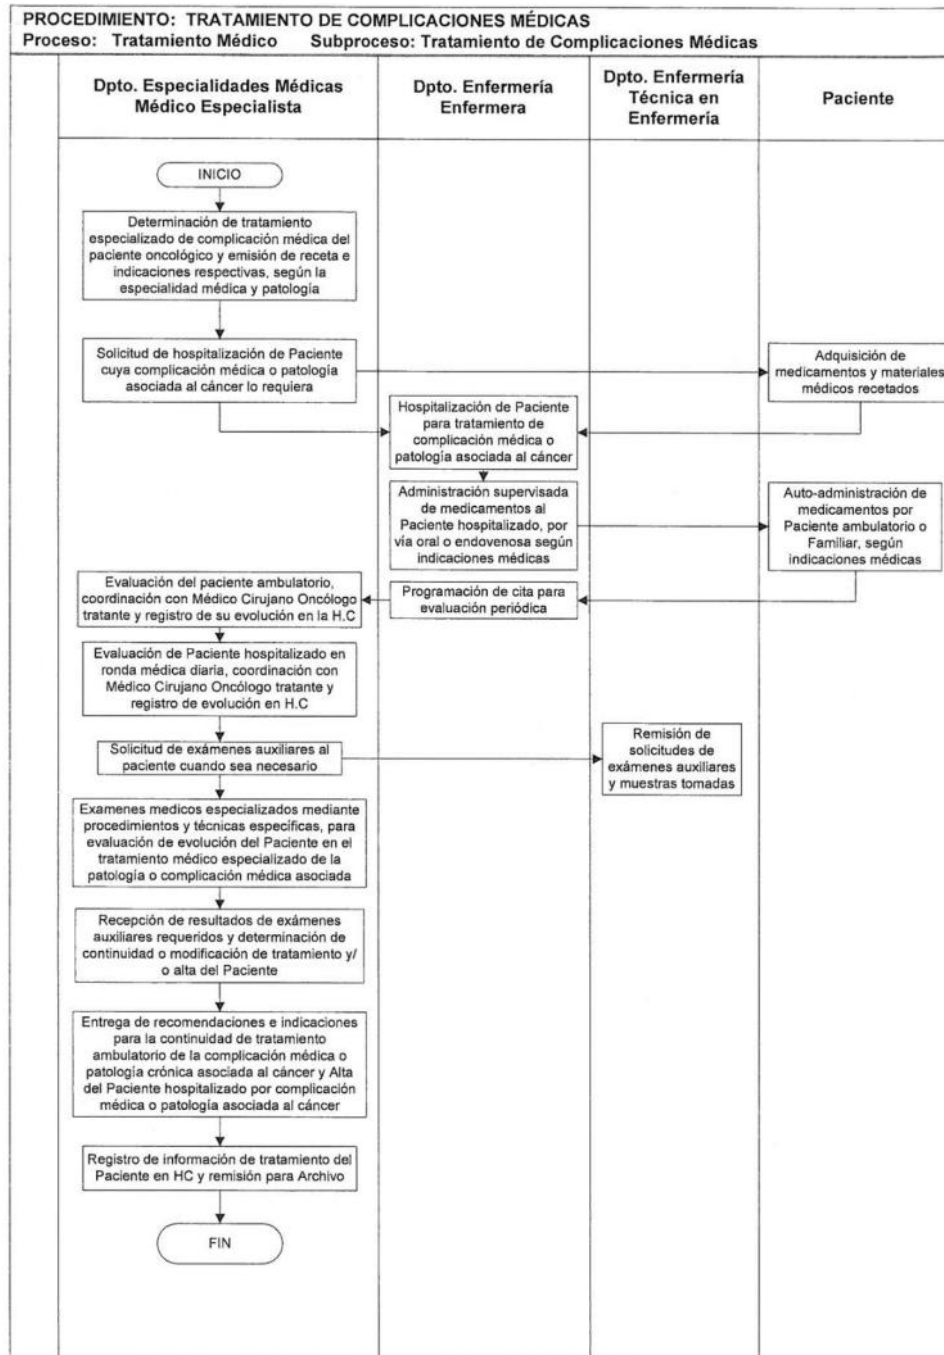 PROCEDIMIENTO: TRATAMIENTO DE COMPLICACIONES MÉDICAS
Proceso: Tratamiento Médico Subproceso: Tratamiento de Complicaciones Médicas
Dpto. Especialidades Médicas
Médico Especialista
Dpto. Enfermería
Enfermera
Dpto. Enfermería
Técnica en
Enfermería
Paciente
INICIO
Determinación de tratamiento
especializado de complicación médica del
paciente oncológico y emisión de receta e
indicaciones respectivas, según la
especialidad médica y patología
Solicitud de hospitalización de Paciente
cuya complicación médica o patología
asociada al cáncer lo requiera
Adquisición de
medicamentos y materiales
médicos recetados
Hospitalización de Paciente
para tratamiento de
complicación médica o
patología asociada al cáncer
Administración supervisada
de medicamentos al
Paciente hospitalizado, por
vía oral o endovenosa según
indicaciones médicas
Auto-administración de
medicamentos por
Paciente ambulatorio o
Familiar, según
indicaciones médicas
Programación de cita para
evaluación periódica
Evaluación del paciente ambulatorio,
coordinación con Médico Cirujano Oncólogo
tratante y registro de su evolución en la H.C
Evaluación de Paciente hospitalizado en
ronda médica diaria, coordinación con
Médico Cirujano Oncólogo tratante y
registro de evolución en H.C
Solicitud de exámenes auxiliares al
paciente cuando sea necesario
Remisión de
solicitudes de
exámenes auxiliares
y muestras tomadas
Examenes medicos especializados mediante
procedimientos y técnicas específicas, para
evaluación de evolución del Paciente en el
tratamiento médico especializado de la
patología o complicación médica asociada
Recepción de resultados de exámenes
auxiliares requeridos y determinación de
continuidad o modificación de tratamiento y/
o alta del Paciente
Entrega de recomendaciones e indicaciones
para la continuidad de tratamiento
ambulatorio de la complicación médica o
patología crónica asociada al cáncer y Alta
del Paciente hospitalizado por complicación
médica o patología asociada al cáncer
Registro de información de tratamiento del
Paciente en HC y remisión para Archivo
FIN